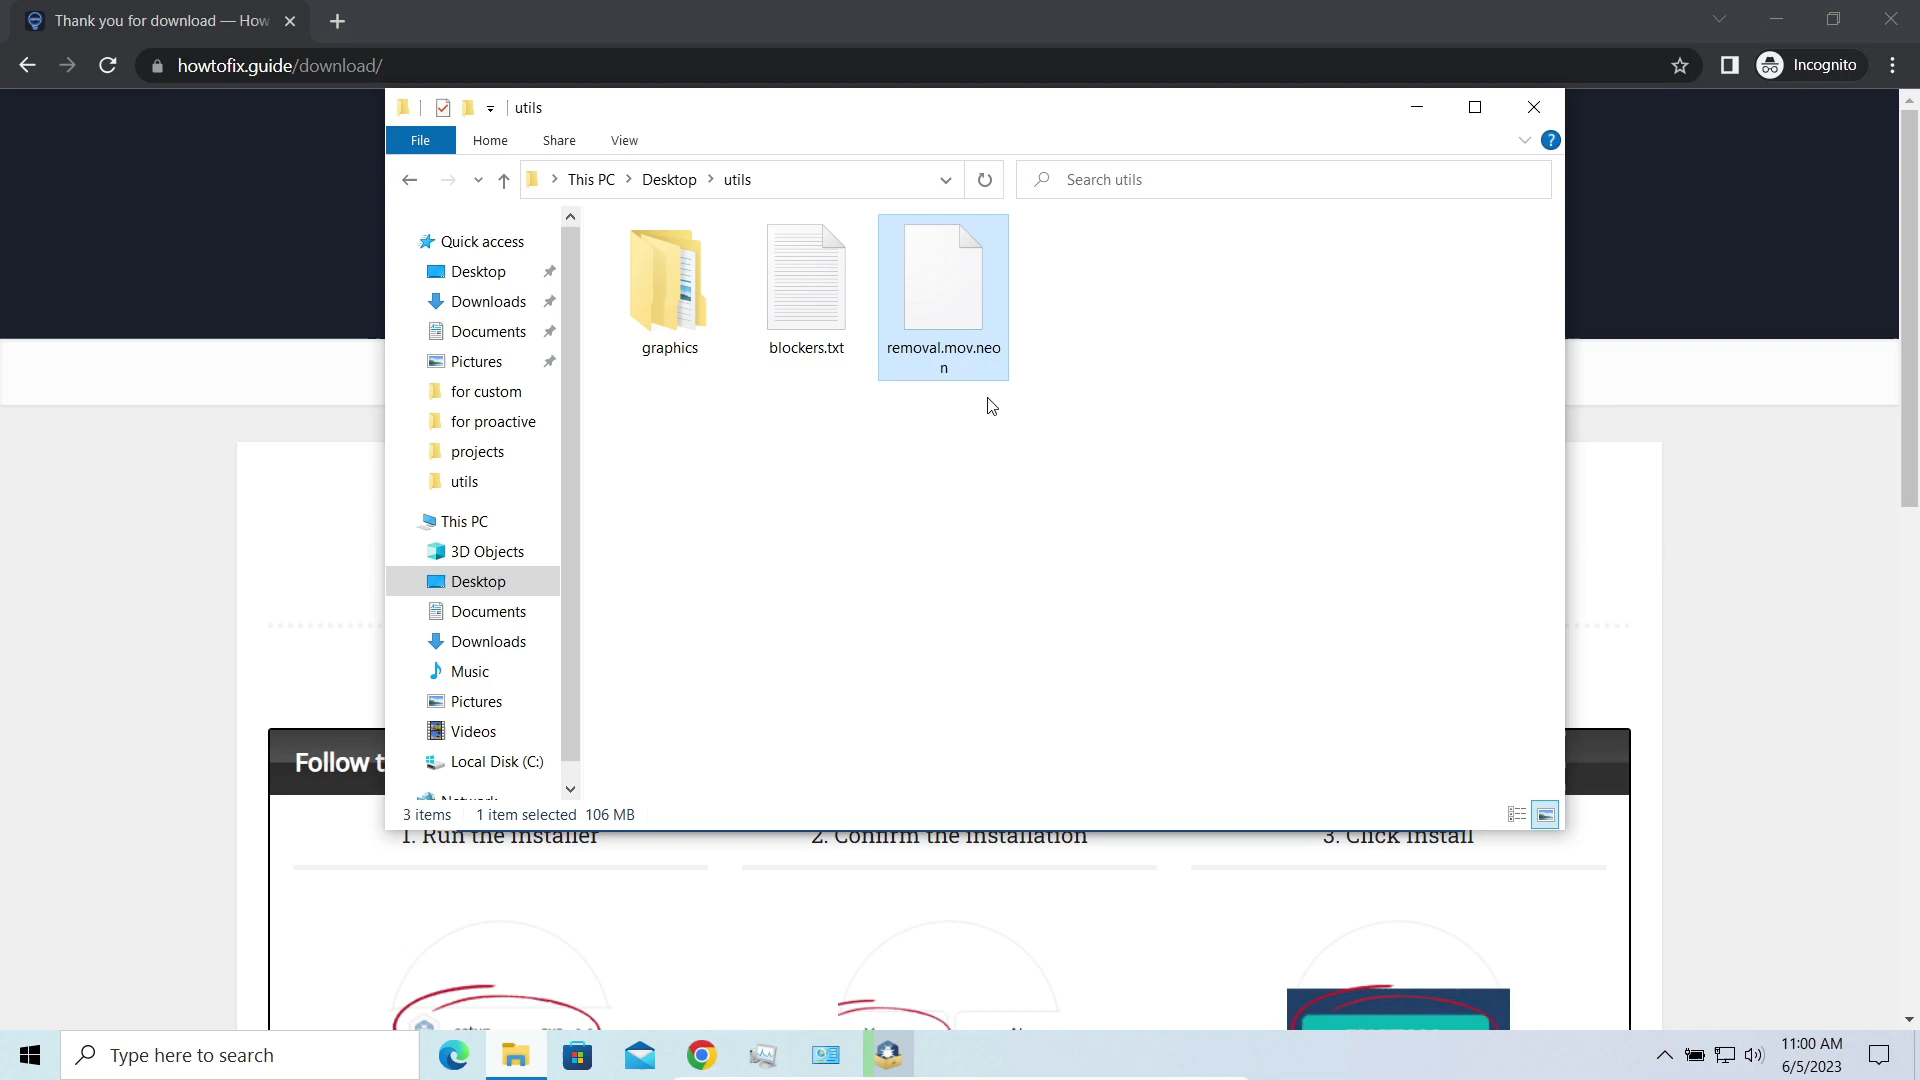 Thank you for download — How
howtofix.guide/download/
Incognito
utils
File Home Share View
This PC > Desktop > utils
Search utils
Quick access
Desktop
Downloads
Documents
Pictures
for custom
for proactive
projects
utils
This PC
3D Objects
Desktop
Documents
Downloads
Music
Pictures
Videos
Local Disk (C:)
Network
graphics
blockers.txt
removal.mov.neo
n
3 items 1 item selected 106 MB
Follow t
1. Run the installer
2. Confirm the installation
3. Click Install
Type here to search
11:00 AM
6/5/2023